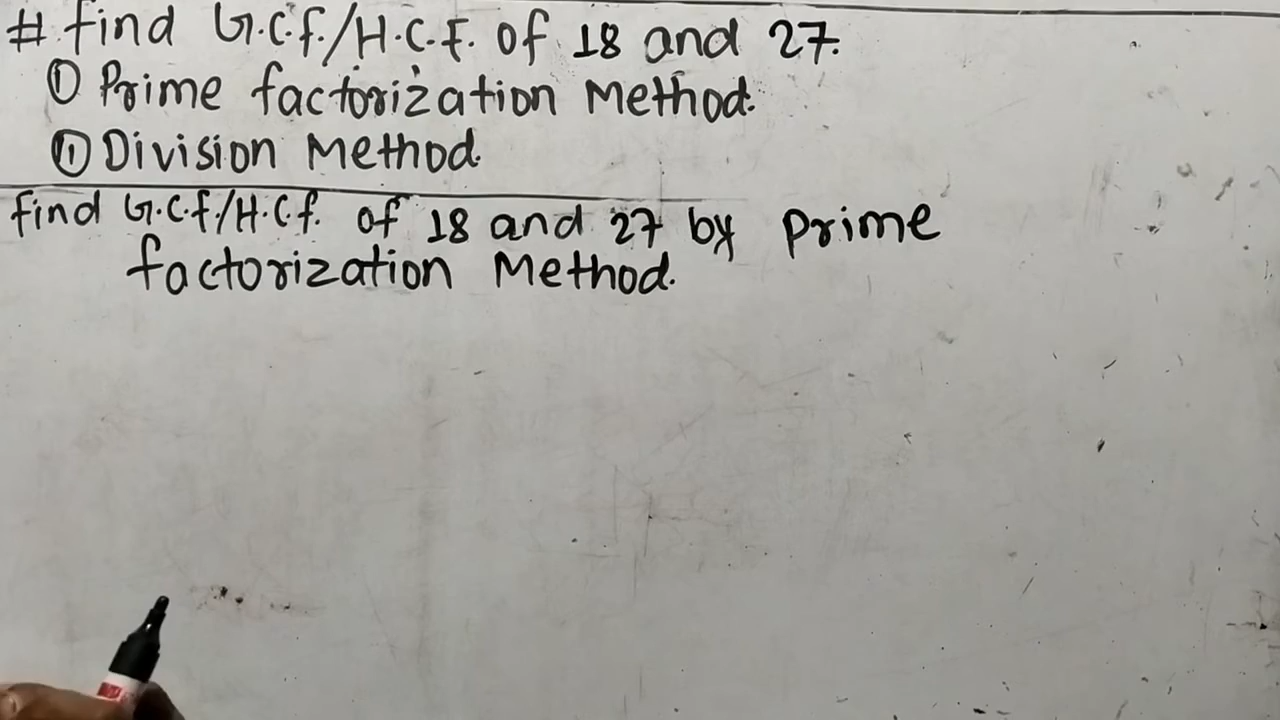 # find G.C.f./H.C.F. of 18 and 27.
① Prime factorization Method.
⑪ Division Method.
find G.C.f./H.C.f. of 18 and 27 by prime
factorization Method.